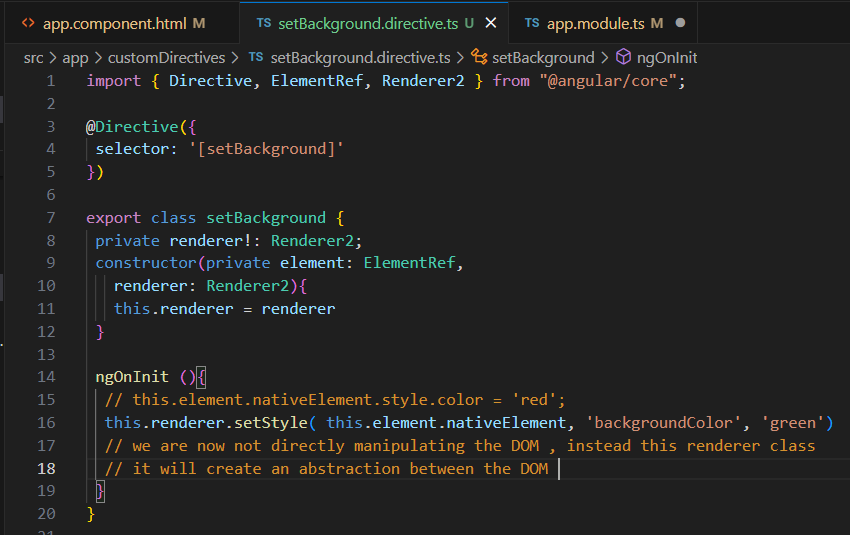 <> app.component.html M TS setBackground.directive.ts U × TS app.module.ts M ●
src > app > customDirectives > TS setBackground.directive.ts > setBackground > ngOnInit
1 import { Directive, ElementRef, Renderer2 } from "@angular/core";
2
3 @Directive({
4 selector: '[setBackground]'
5 })
6
7 export class setBackground {
8 private renderer!: Renderer2;
9 constructor(private element: ElementRef,
10 renderer: Renderer2){
11 this.renderer = renderer
12 }
13
14 ngOnInit (){
15 // this.element.nativeElement.style.color = 'red';
16 this.renderer.setStyle( this.element.nativeElement, 'backgroundColor', 'green')
17 // we are now not directly manipulating the DOM , instead this renderer class
18 // it will create an abstraction between the DOM
19 }
20 }
21